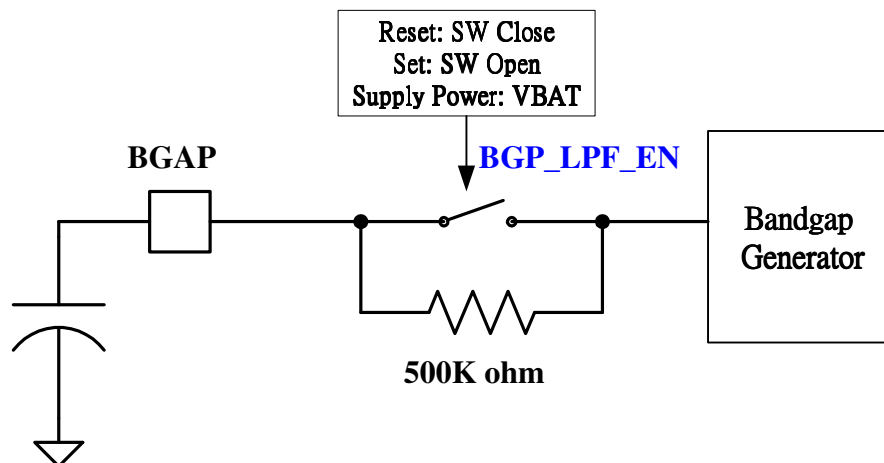 Reset: SW Close
Set: SW Open
Supply Power: VBAT
BGAP
BGP_LPF_EN
Bandgap
Generator
500K ohm